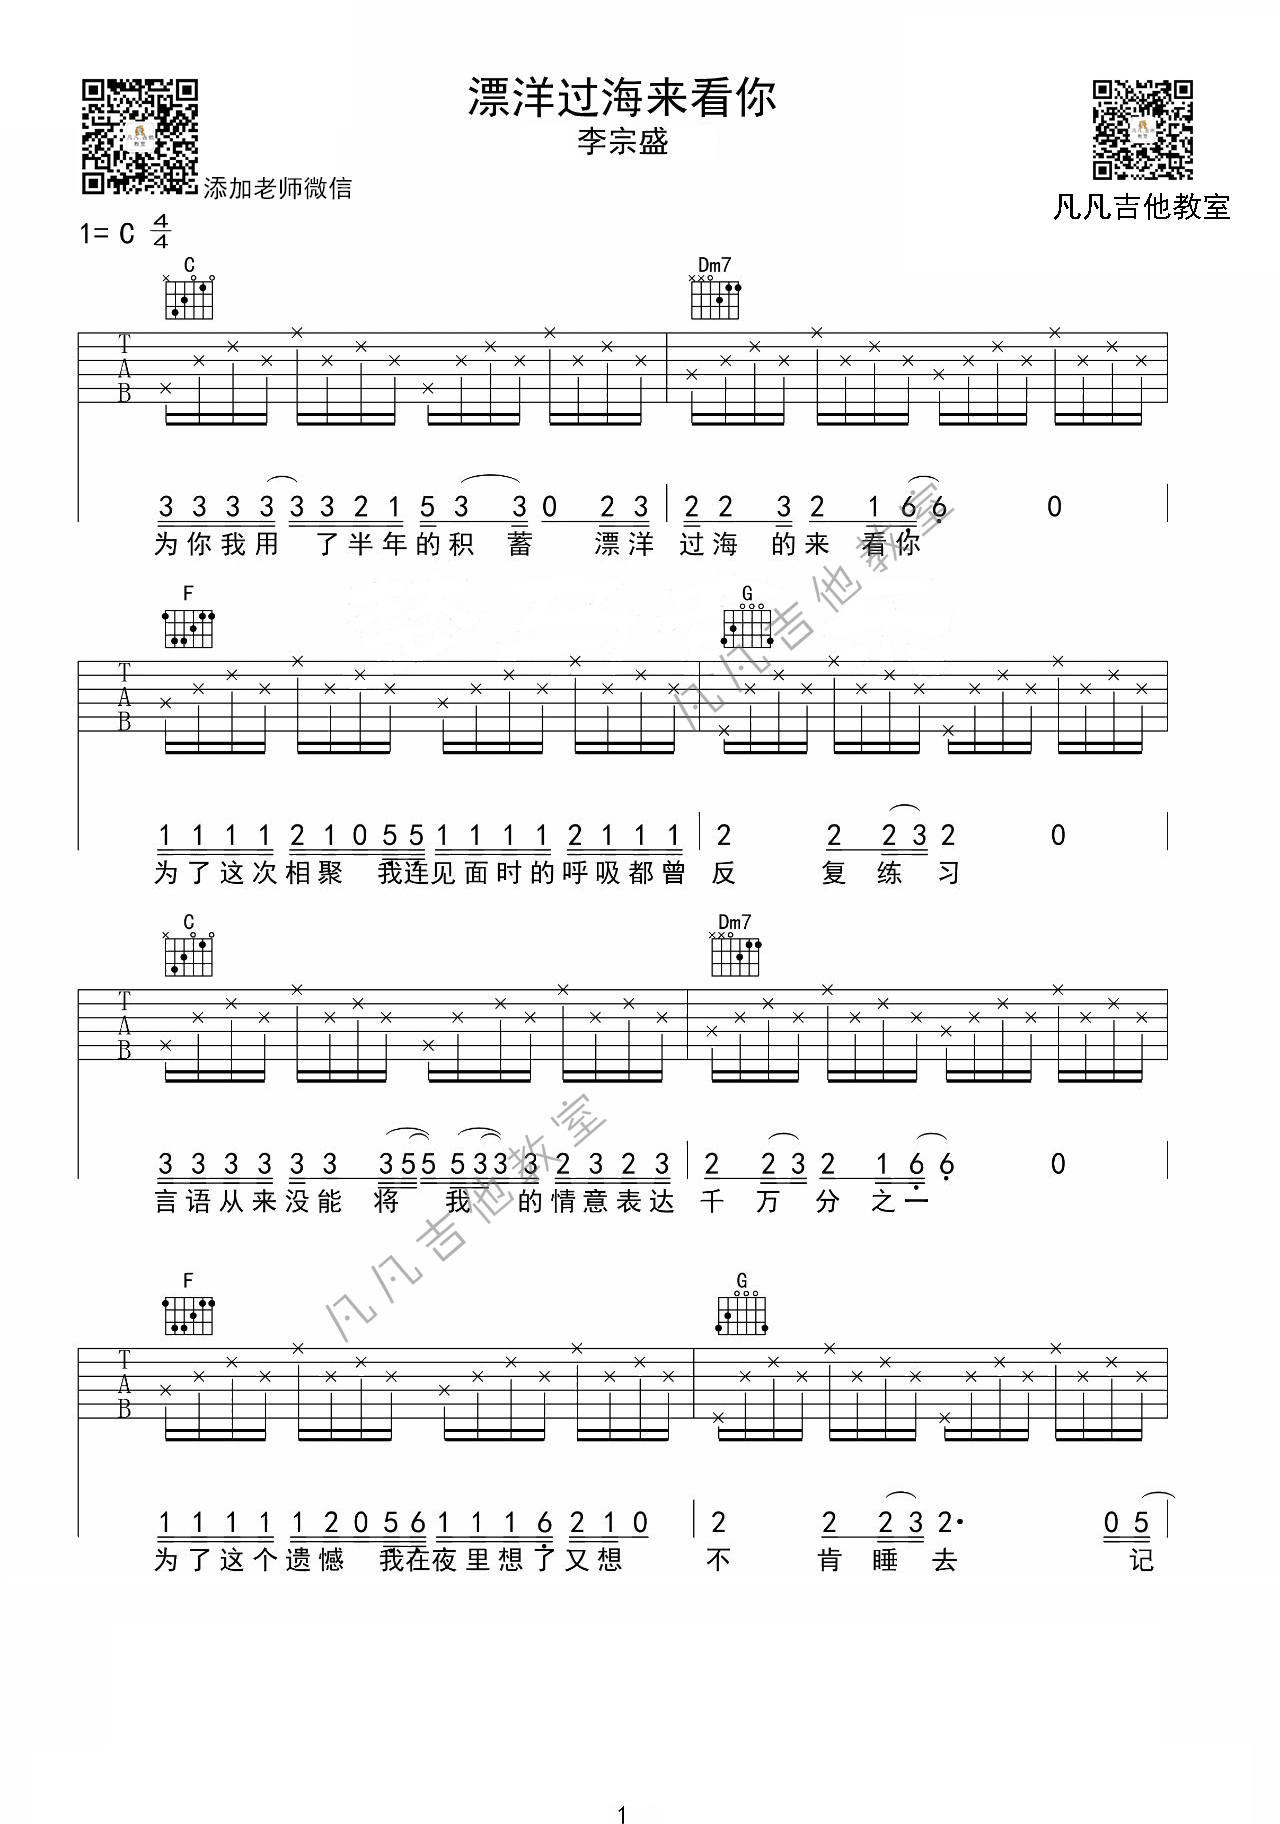 漂洋过海来看你
李宗盛
添加老师微信
凡凡吉他教室
1= C 4/4
C Dm7
T
A
B
3 3 3 3 3 3 2 1 5 3 3 0 2 3 2 2 3 2 1 6 6 0
为你我用 了半年的积 蓄 漂洋 过海 的来 看你
F G
T
A
B
1 1 1 1 2 1 0 5 5 1 1 1 1 2 1 1 1 2 2 2 3 2 0
为了这次相聚 我连见面时的呼吸都曾 反 复 练 习
C Dm7
T
A
B
3 3 3 3 3 3 3 5 5 5 3 3 3 2 3 2 3 2 2 3 2 1 6 6 0
言语从来没能 将 我 的情意表达 千 万 分 之一
F G
T
A
B
1 1 1 1 1 2 0 5 6 1 1 1 6 2 1 0 2 2 2 3 2· 0 5
为了这个遗憾 我在夜里想了又想 不 肯 睡 去 记
凡凡吉他教室
凡凡吉他教室
1